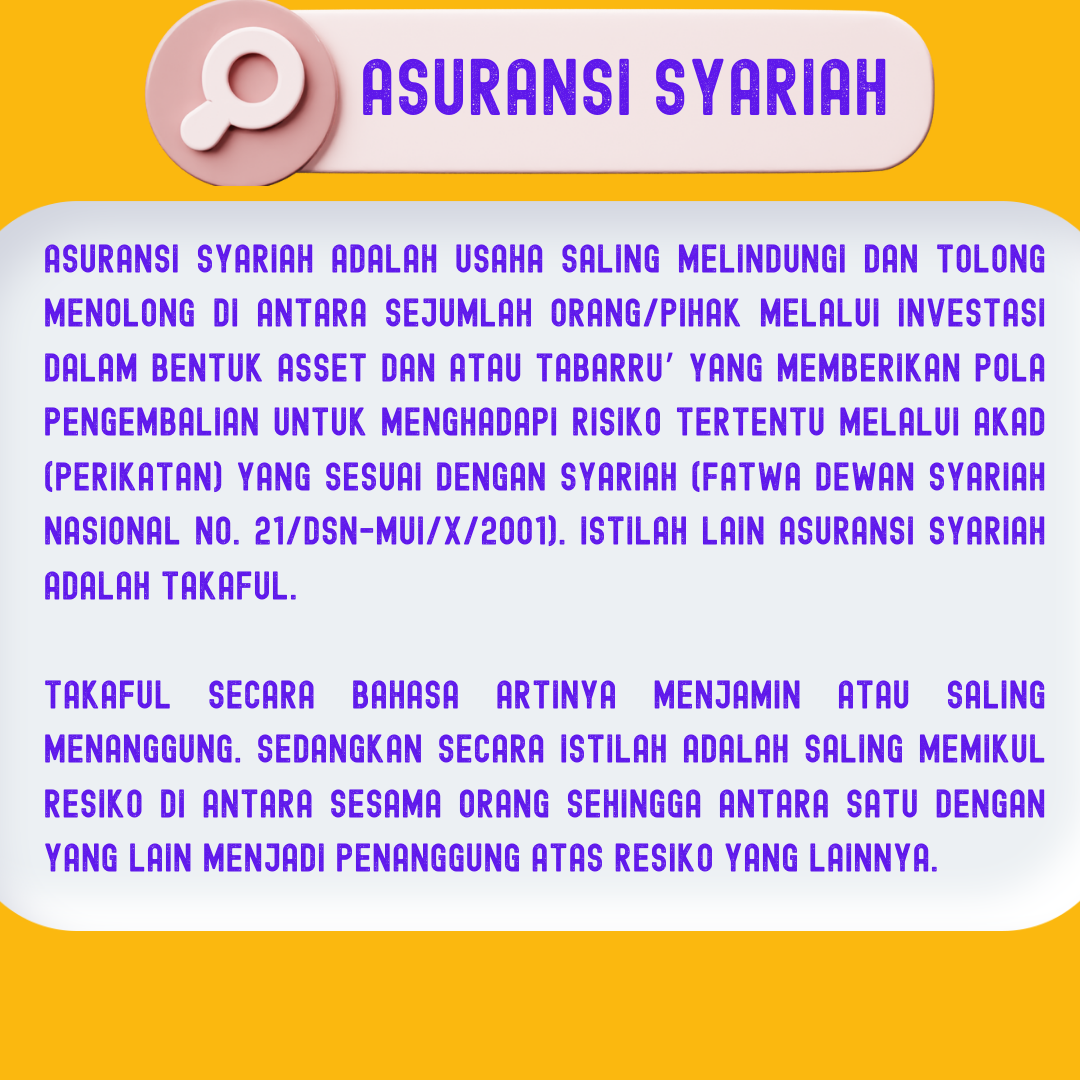 ASURANSI SYARIAH
ASURANSI SYARIAH ADALAH USAHA SALING MELINDUNGI DAN TOLONG
MENOLONG DI ANTARA SEJUMLAH ORANG/PIHAK MELALUI INVESTASI
DALAM BENTUK ASSET DAN ATAU TABARRU’ YANG MEMBERIKAN POLA
PENGEMBALIAN UNTUK MENGHADAPI RISIKO TERTENTU MELALUI AKAD
(PERIKATAN) YANG SESUAI DENGAN SYARIAH (FATWA DEWAN SYARIAH
NASIONAL NO. 21/DSN-MUI/X/2001). ISTILAH LAIN ASURANSI SYARIAH
ADALAH TAKAFUL.
TAKAFUL SECARA BAHASA ARTINYA MENJAMIN ATAU SALING
MENANGGUNG. SEDANGKAN SECARA ISTILAH ADALAH SALING MEMIKUL
RESIKO DI ANTARA SESAMA ORANG SEHINGGA ANTARA SATU DENGAN
YANG LAIN MENJADI PENANGGUNG ATAS RESIKO YANG LAINNYA.